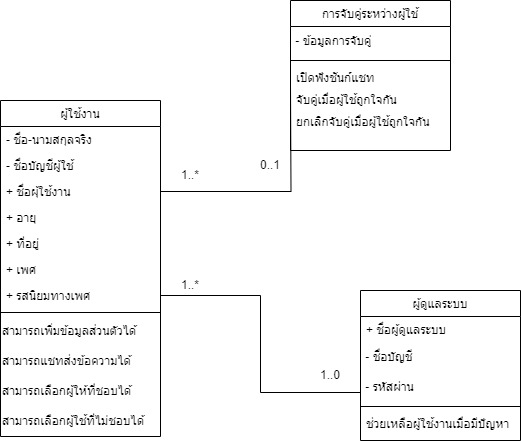 การจับคู่ระหว่างผู้ใช้
- ข้อมูลการจับคู่
เปิดฟังชันก์แชท
จับคู่เมื่อผู้ใช้ถูกใจกัน
ยกเลิกจับคู่เมื่อผู้ใช้ถูกใจกัน
ผู้ใช้งาน
- ชื่อ-นามสกุลจริง
- ชื่อบัญชีผู้ใช้
+ ชื่อผุ้ใช้งาน
+ อายุ
+ ที่อยู่
+ เพศ
+ รสนิยมทางเพศ
สามารถเพิ่มข้อมูลส่วนตัวได้
สามารถแชทส่งข้อความได้
สามารถเลือกผู้ให้ที่ชอบได้
สามารถเลือกผู้ใช้ที่ไม่ชอบได้
1..*
0..1
1..*
1..0
ผู้ดูแลระบบ
+ ชื่อผู้ดูแลระบบ
- ชื่อบัญชี
- รหัสผ่าน
ช่วยเหลือผู้ใช้งานเมื่อมีปัญหา